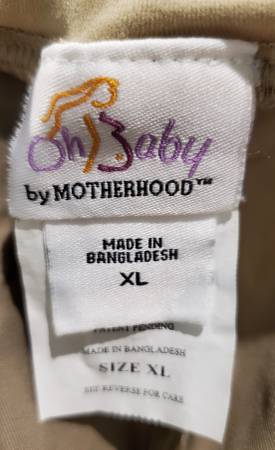 Oh Baby
by MOTHERHOOD™
MADE IN
BANGLADESH
XL
PATENT PENDING
MADE IN BANGLADESH
SIZE XL
SEE REVERSE FOR CARE